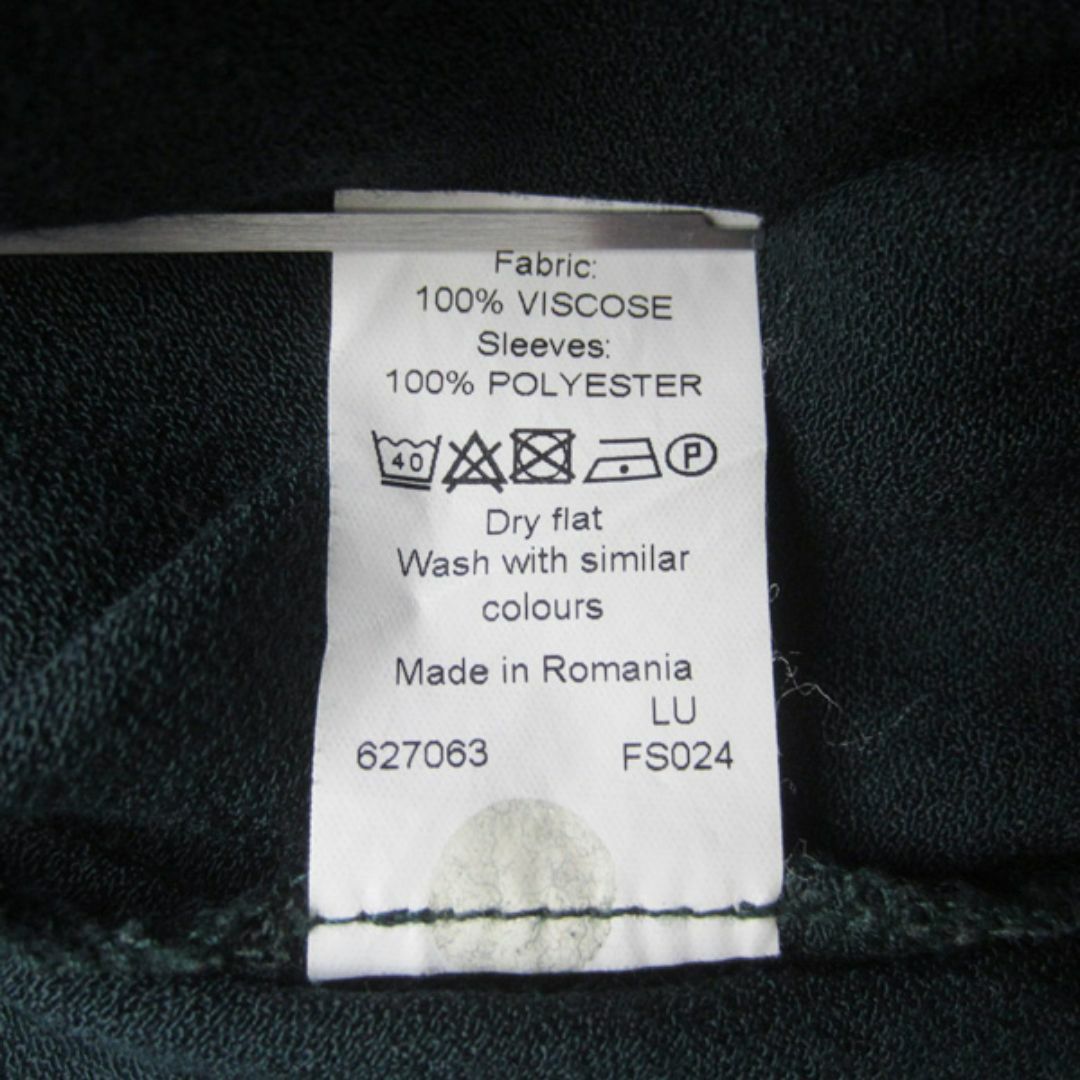 Fabric:
100% VISCOSE
Sleeves:
100% POLYESTER
40 P
Dry flat
Wash with similar
colours
Made in Romania
LU
627063 FS024